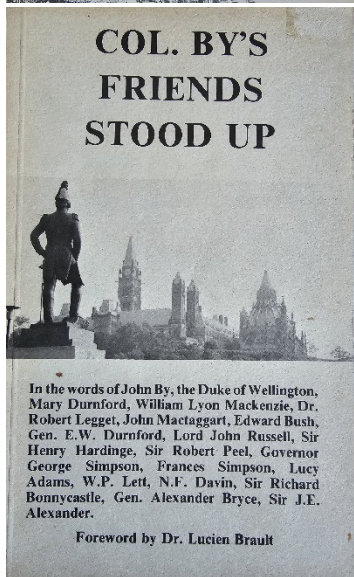 COL. BY'S
FRIENDS
STOOD UP
In the words of John By, the Duke of Wellington,
Mary Durnford, William Lyon Mackenzie, Dr.
Robert Legget, John Mactaggart, Edward Bush,
Gen. E.W. Durnford, Lord John Russell, Sir
Henry Hardinge, Sir Robert Peel, Governor
George Simpson, Frances Simpson, Lucy
Adams, W.P. Lett, N.F. Davin, Sir Richard
Bonnycastle, Gen. Alexander Bryce, Sir J.E.
Alexander.
Foreword by Dr. Lucien Brault